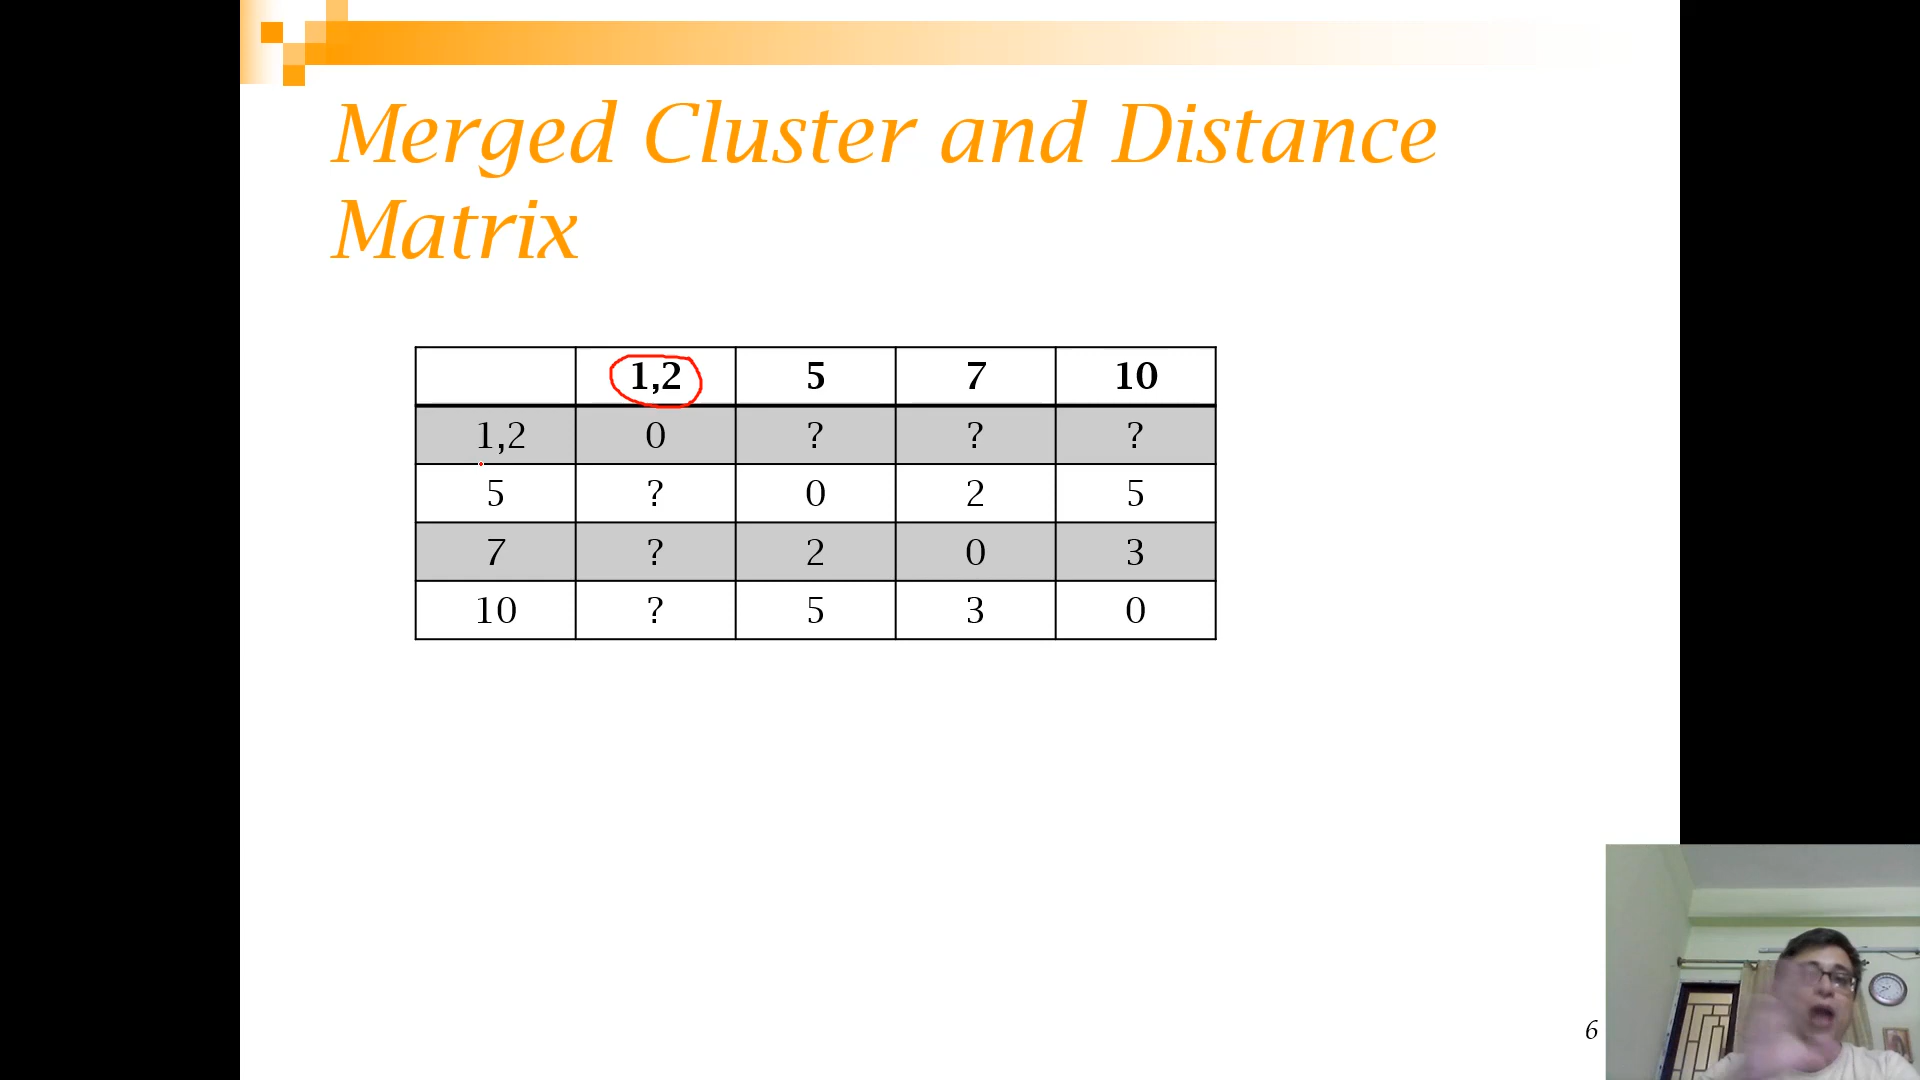 Merged Cluster and Distance
Matrix
1,2 5 7 10
1,2 0 ? ? ?
5 ? 0 2 5
7 ? 2 0 3
10 ? 5 3 0
6